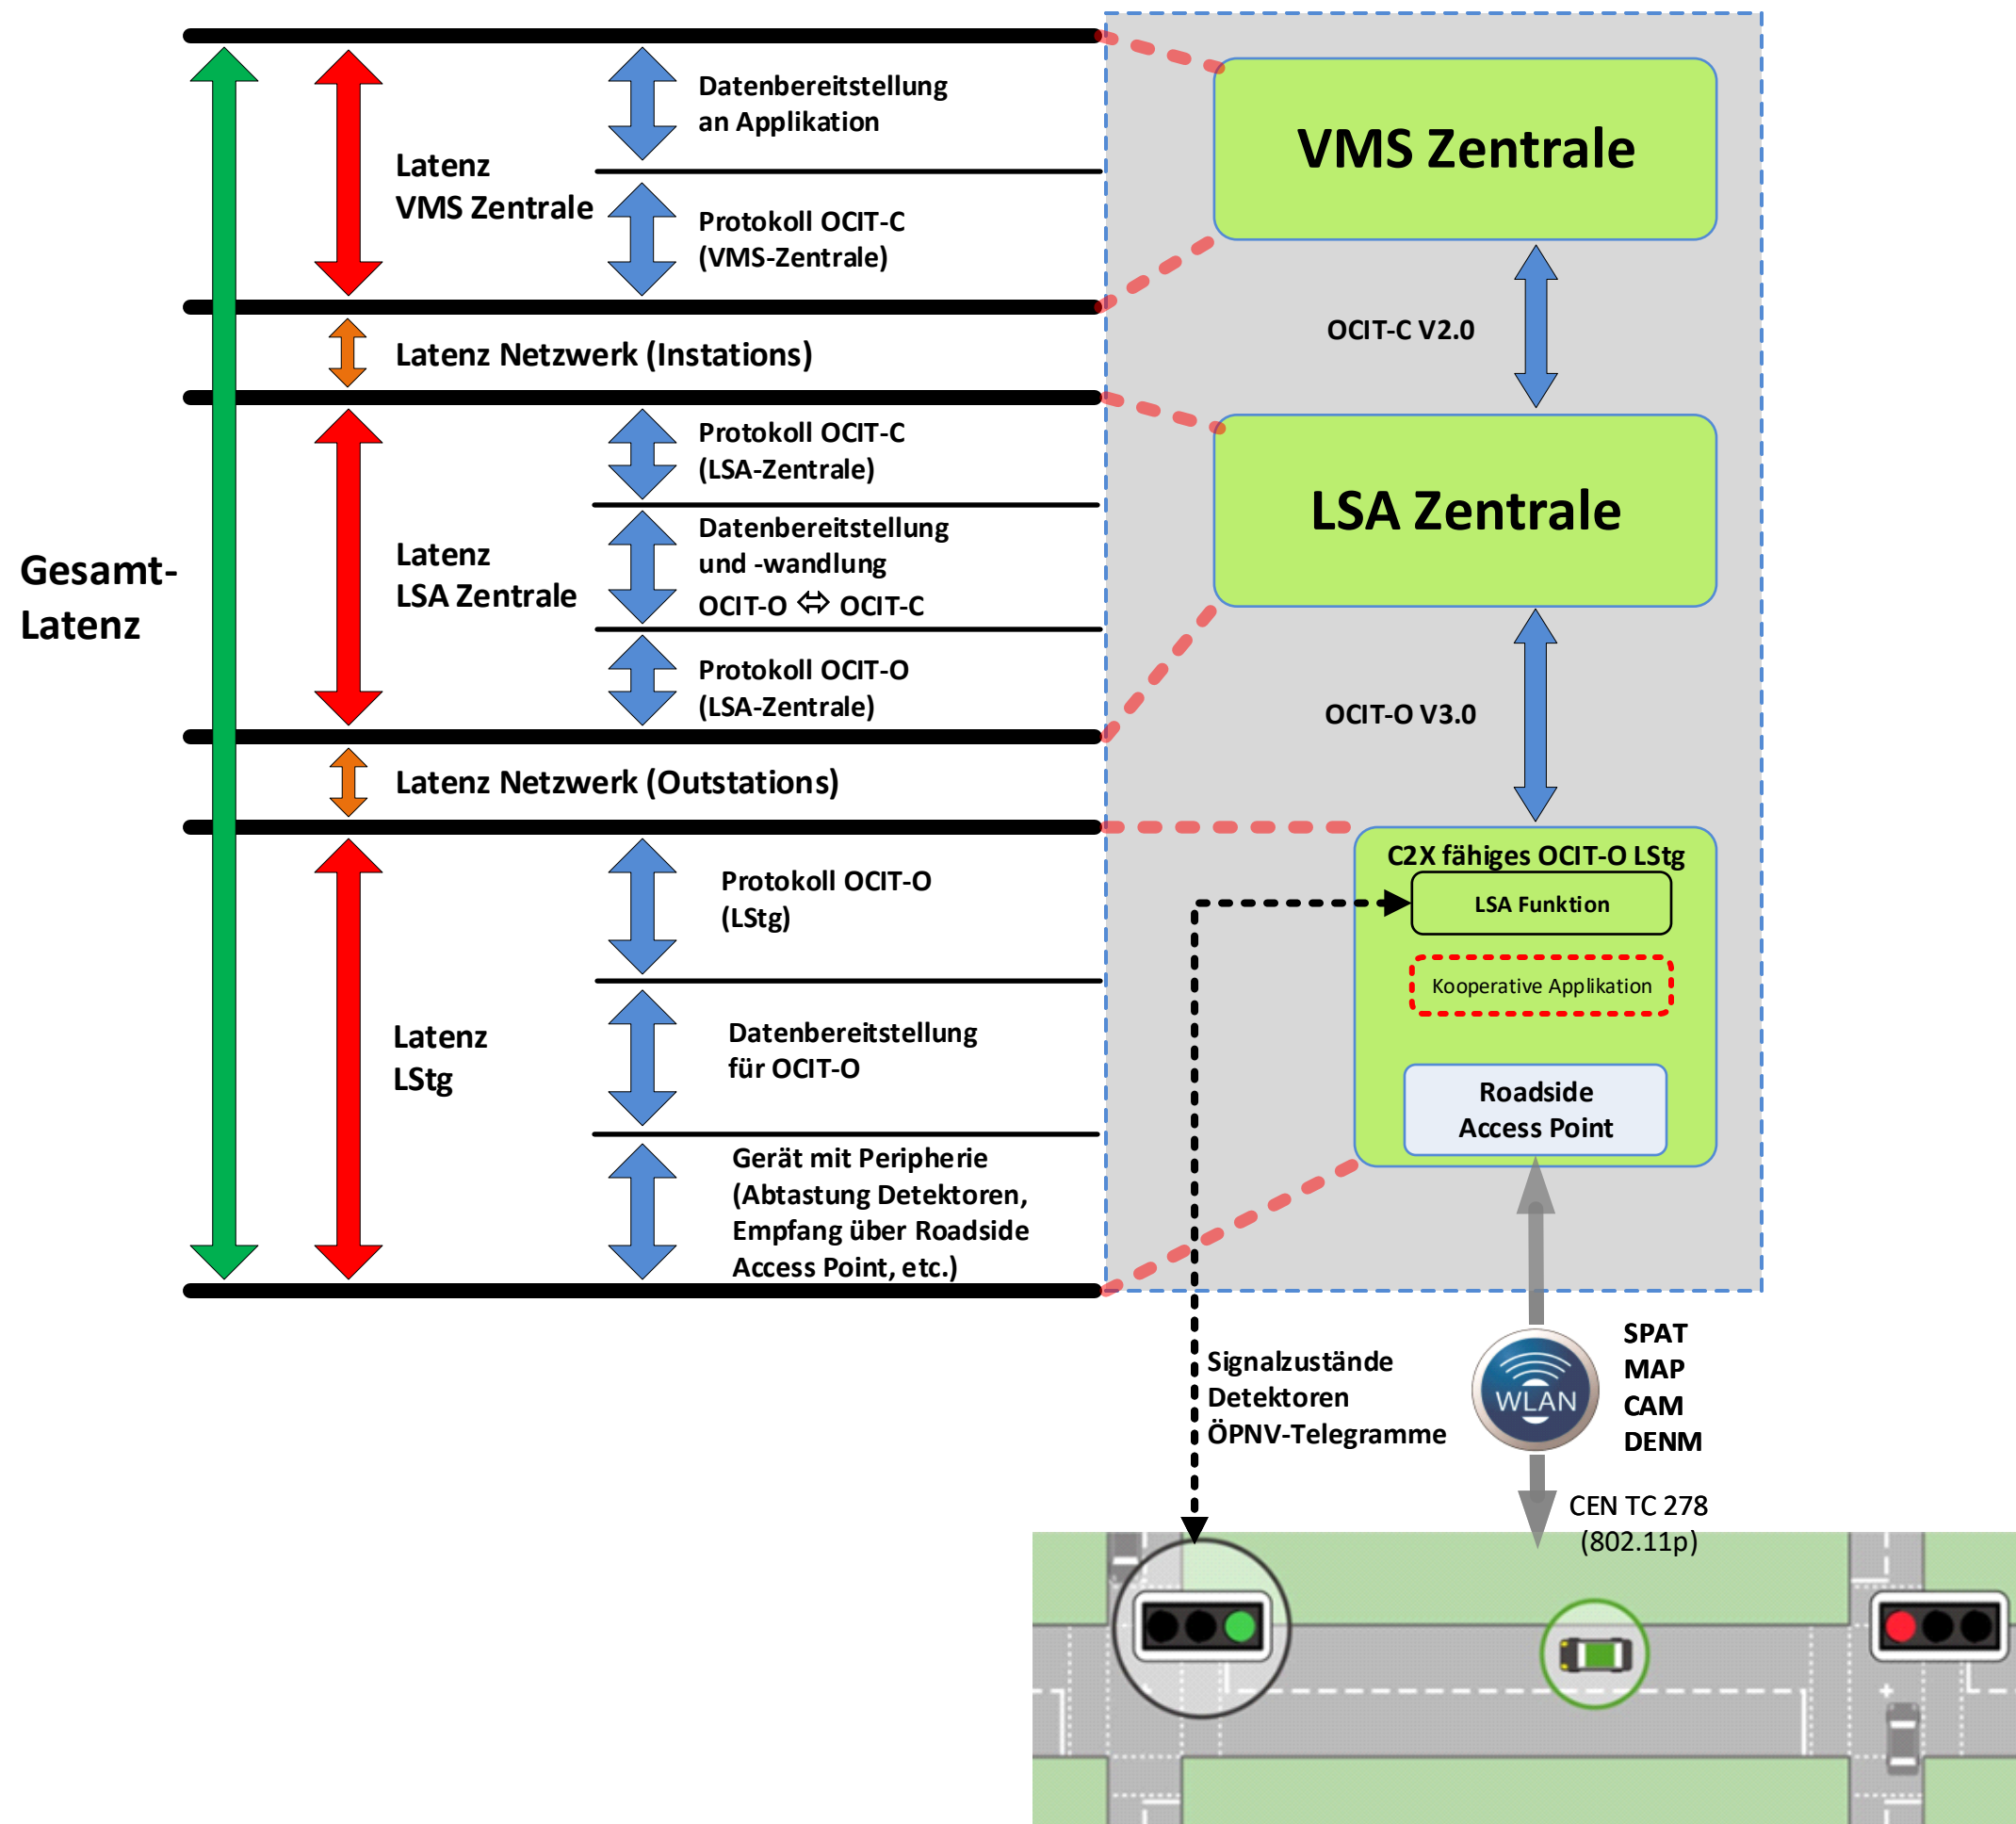 Gesamt-
Latenz
Latenz
VMS Zentrale
Datenbereitstellung
an Applikation
Protokoll OCIT-C
(VMS-Zentrale)
Latenz Netzwerk (Instations)
Latenz
LSA Zentrale
Protokoll OCIT-C
(LSA-Zentrale)
Datenbereitstellung
und -wandlung
OCIT-O ⇔ OCIT-C
Protokoll OCIT-O
(LSA-Zentrale)
Latenz Netzwerk (Outstations)
Latenz
LStg
Protokoll OCIT-O
(LStg)
Datenbereitstellung
für OCIT-O
Gerät mit Peripherie
(Abtastung Detektoren,
Empfang über Roadside
Access Point, etc.)
VMS Zentrale
OCIT-C V2.0
LSA Zentrale
OCIT-O V3.0
C2X fähiges OCIT-O LStg
LSA Funktion
Kooperative Applikation
Roadside
Access Point
Signalzustände
Detektoren
ÖPNV-Telegramme
WLAN
SPAT
MAP
CAM
DENM
CEN TC 278
(802.11p)